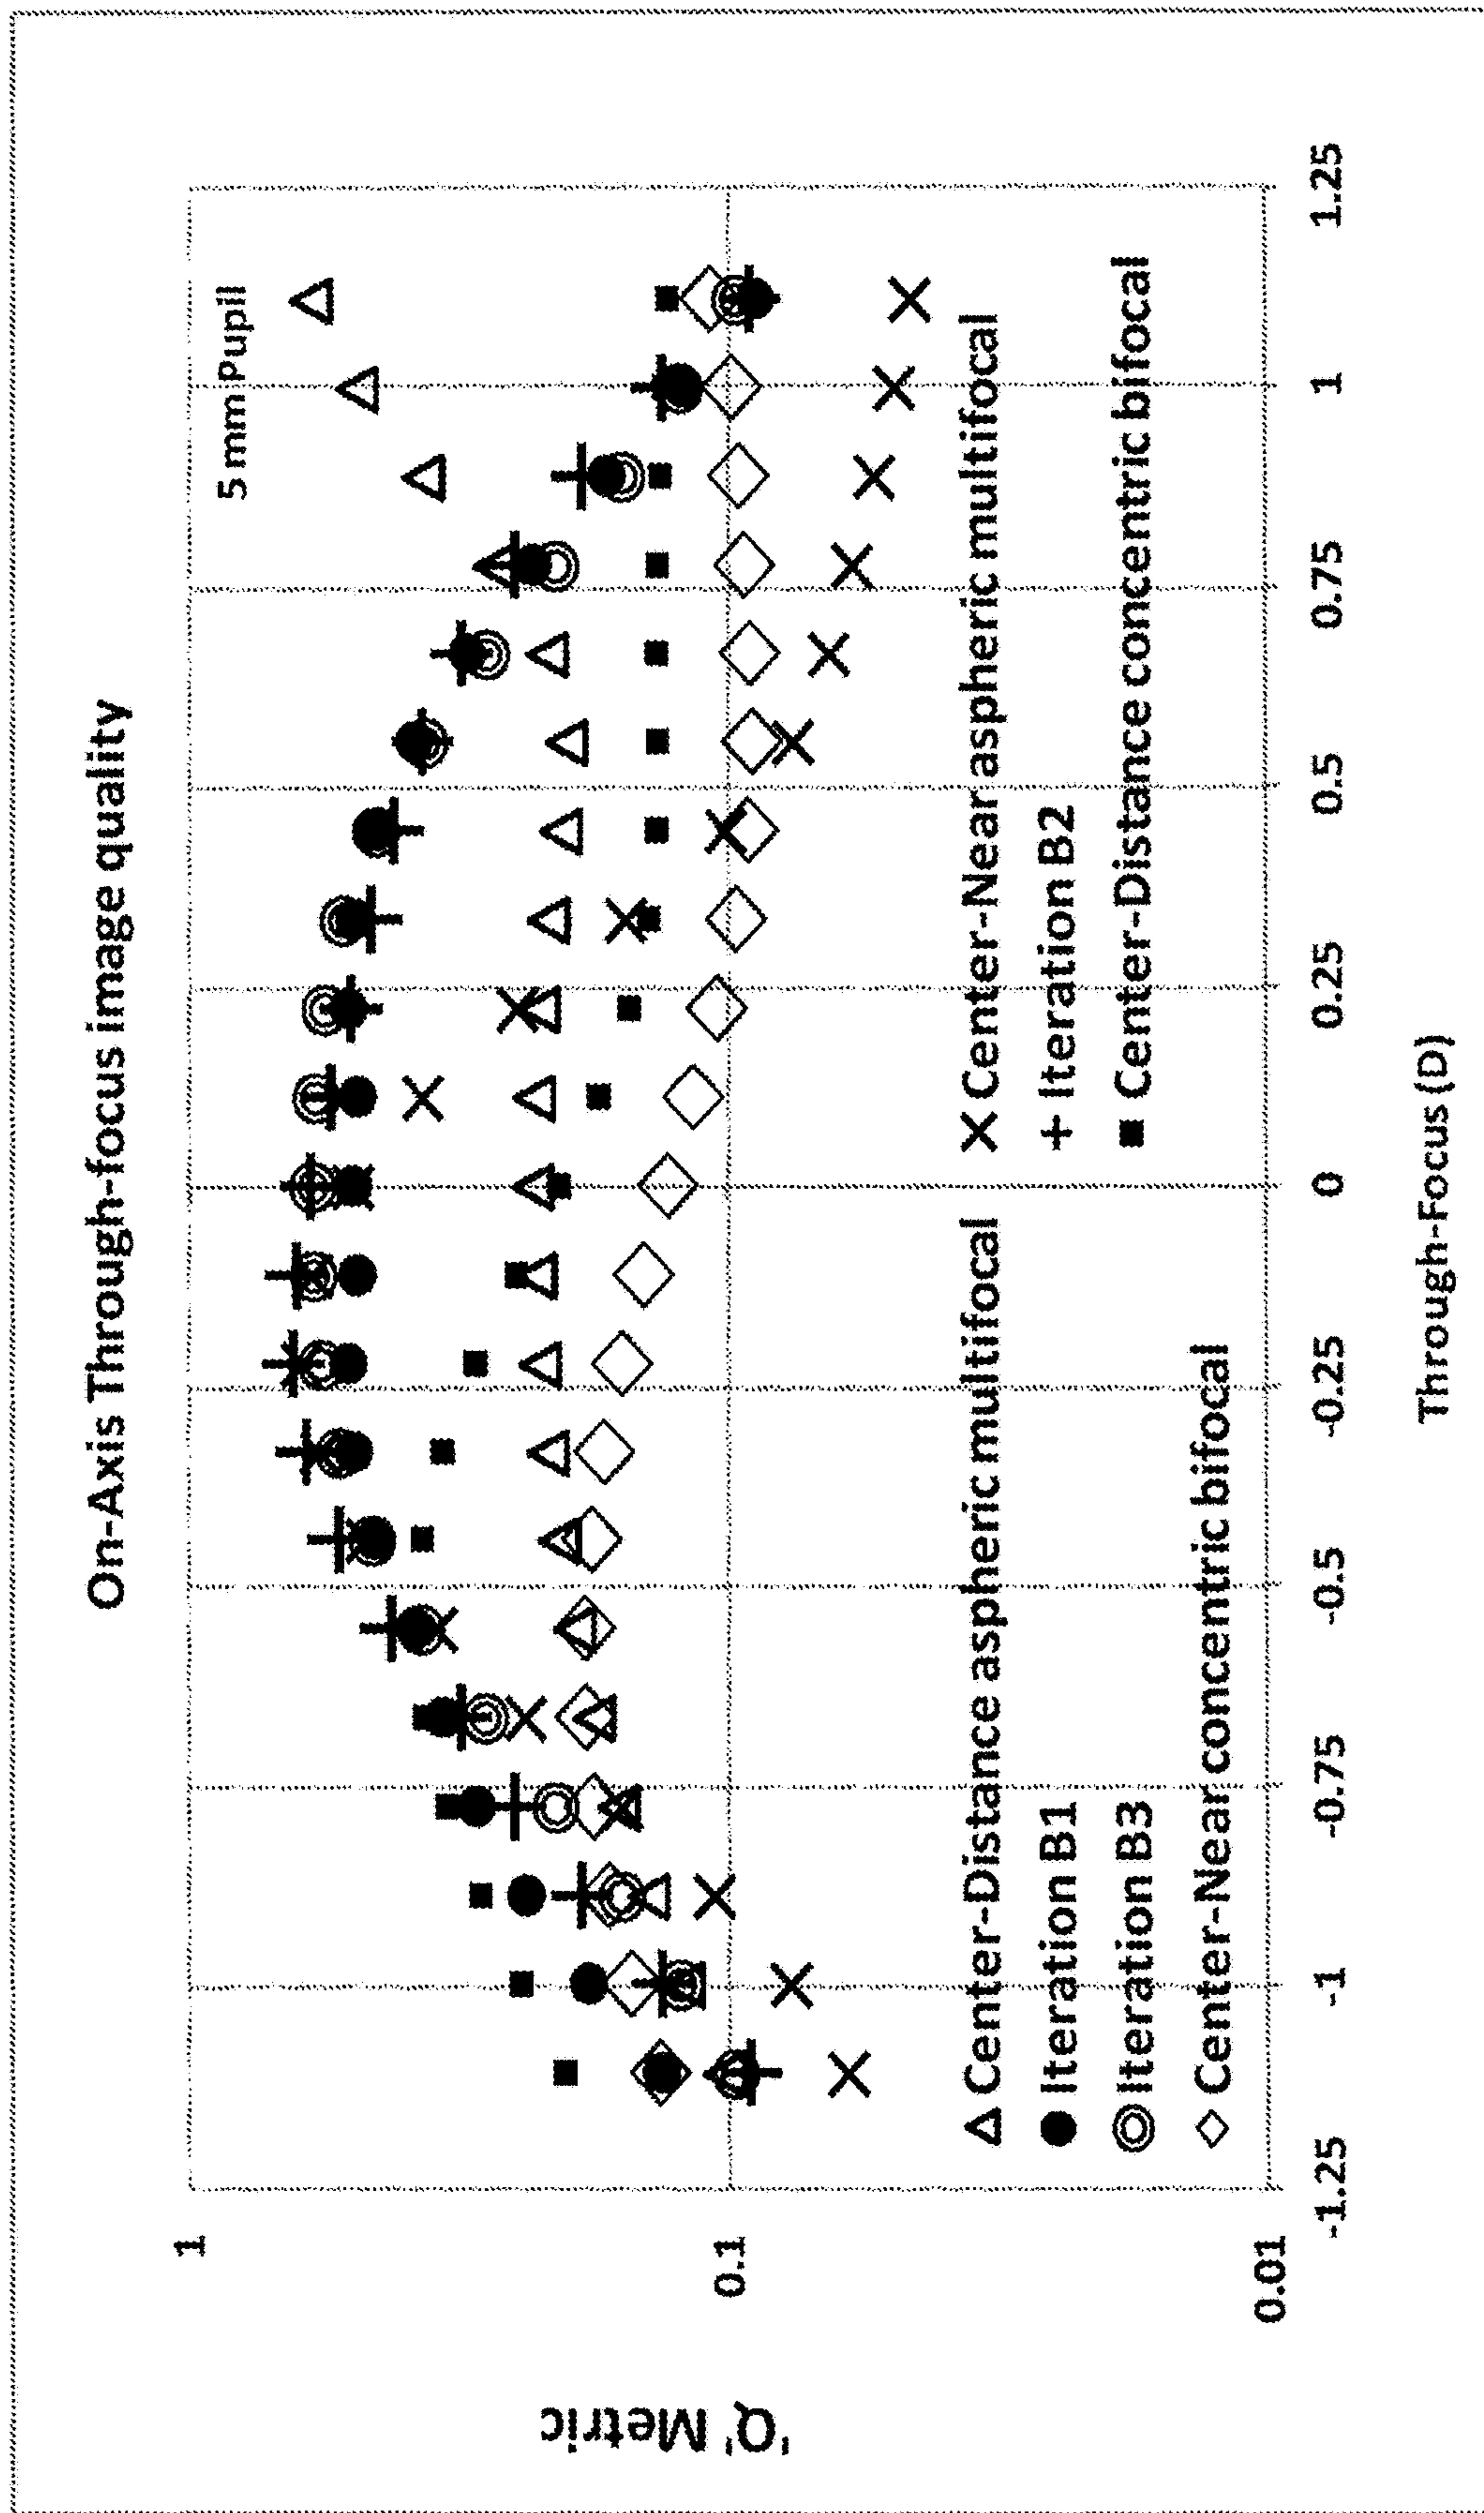 On-Axis Through-focus image quality
5 mm Pupil
'Q' Metric
1
0.1
0.01
Center-Distance aspheric multifocal
Center-Near aspheric multifocal
Iteration B1
Iteration B2
Iteration B3
Center-Distance concentric bifocal
Center-Near concentric bifocal
-1.25
-1
-0.75
-0.5
-0.25
0
0.25
0.5
0.75
1
1.25
Through-Focus (D)